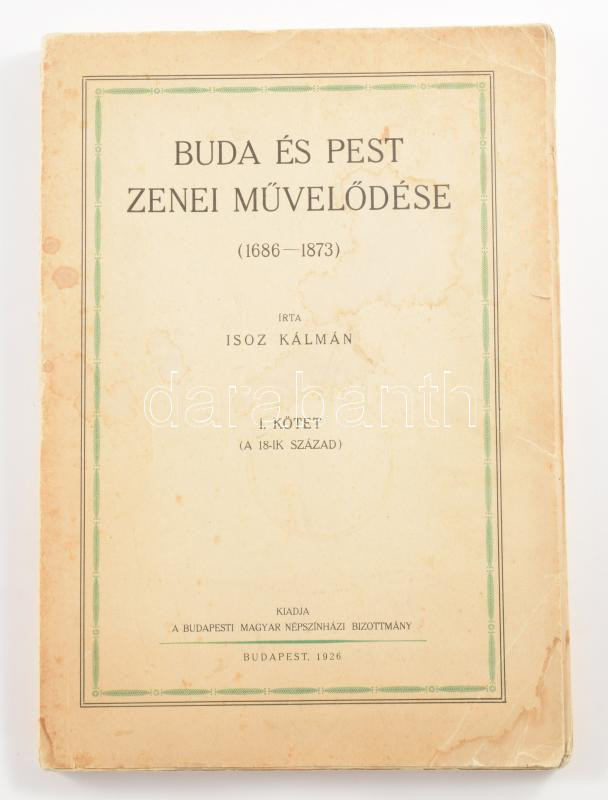 BUDA ÉS PEST
ZENEI MŰVELŐDÉSE
(1686—1873)
ÍRTA
ISOZ KÁLMÁN
darabanth
I. KÖTET
(A 18-IK SZÁZAD)
KIADJA
A BUDAPESTI MAGYAR NÉPSZÍNHÁZI BIZOTTMÁNY
BUDAPEST, 1926